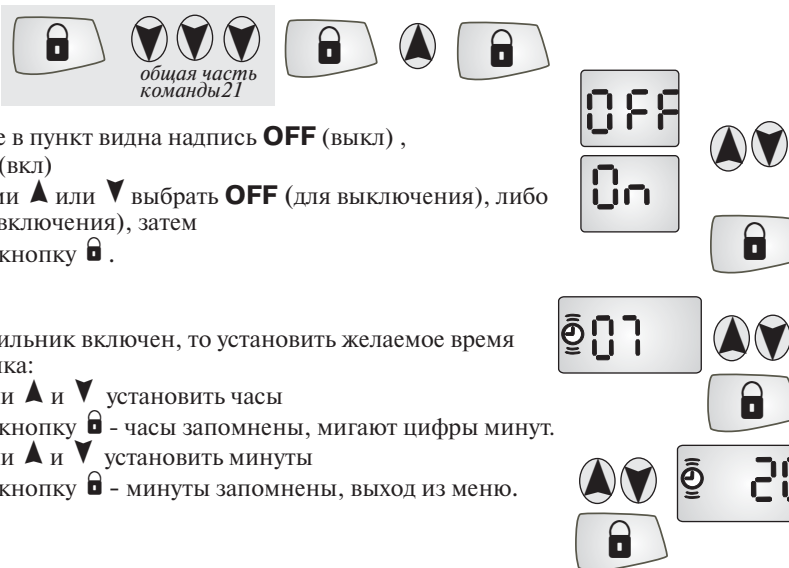 общая часть
команды21
е в пункт видна надпись OFF (выкл) ,
(вкл)
ми ▲ или ▼ выбрать OFF (для выключения), либо
включения), затем
кнопку .
OFF
On
ильник включен, то установить желаемое время
ка:
и ▲ и ▼ установить часы
кнопку - часы запомнены, мигают цифры минут.
и ▲ и ▼ установить минуты
кнопку - минуты запомнены, выход из меню.
07